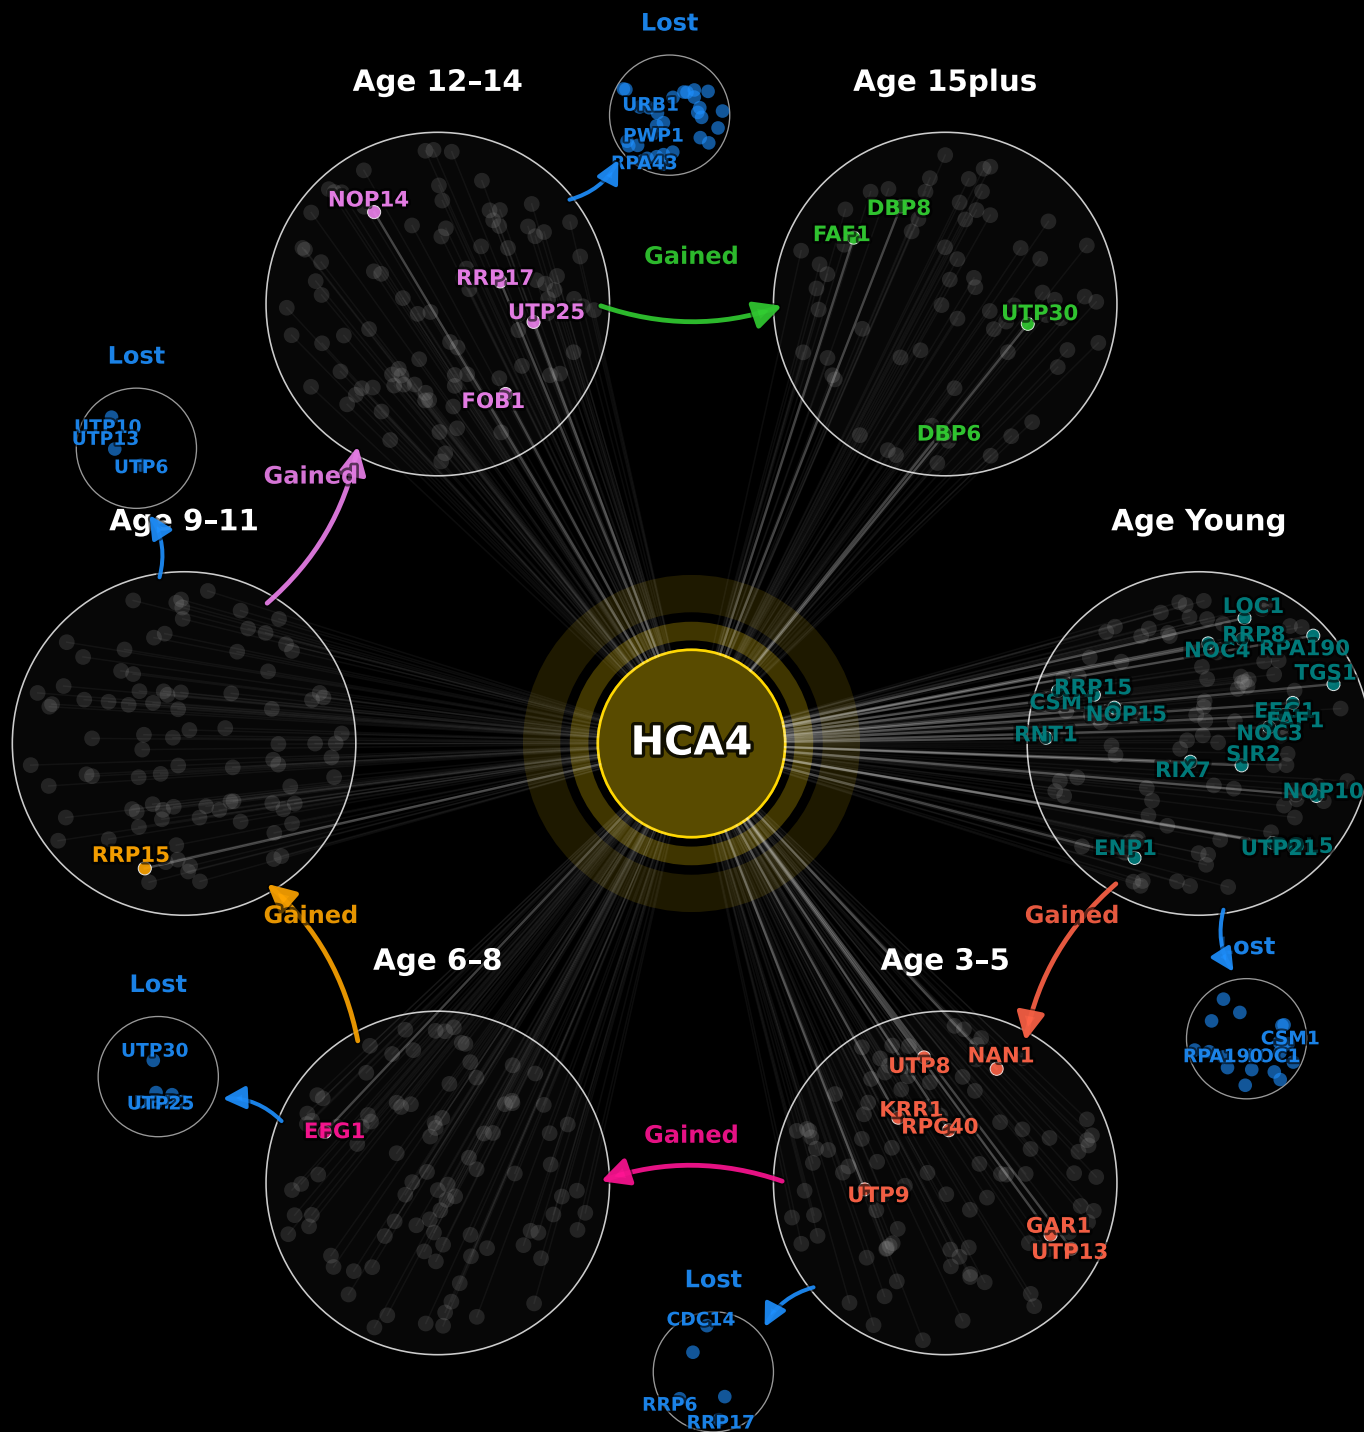 Lost
Age 12–14
Age 15plus
URB1
PWP1
RPA43
NOP14
RRP17
UTP25
FOB1
Gained
DBP8
FAF1
UTP30
DBP6
Lost
UTP10
UTP13
UTP6
Gained
Age 9–11
RRP15
Age Young
LOC1
RRP8
NOC4
RPA190
TGS1
RRP15
CSM1
NOP15
RNT1
EFG1
FAF1
NOC3
SIR2
RIX7
NOP10
ENP1
UTP21
HCA4
Gained
Gained
Lost
UTP30
UTP25
Age 6–8
EFG1
Age 3–5
UTP8
NAN1
KRR1
RPC40
UTP9
GAR1
UTP13
Gained
CSM1
RPA190
Lost
CDC14
RRP6
RRP17